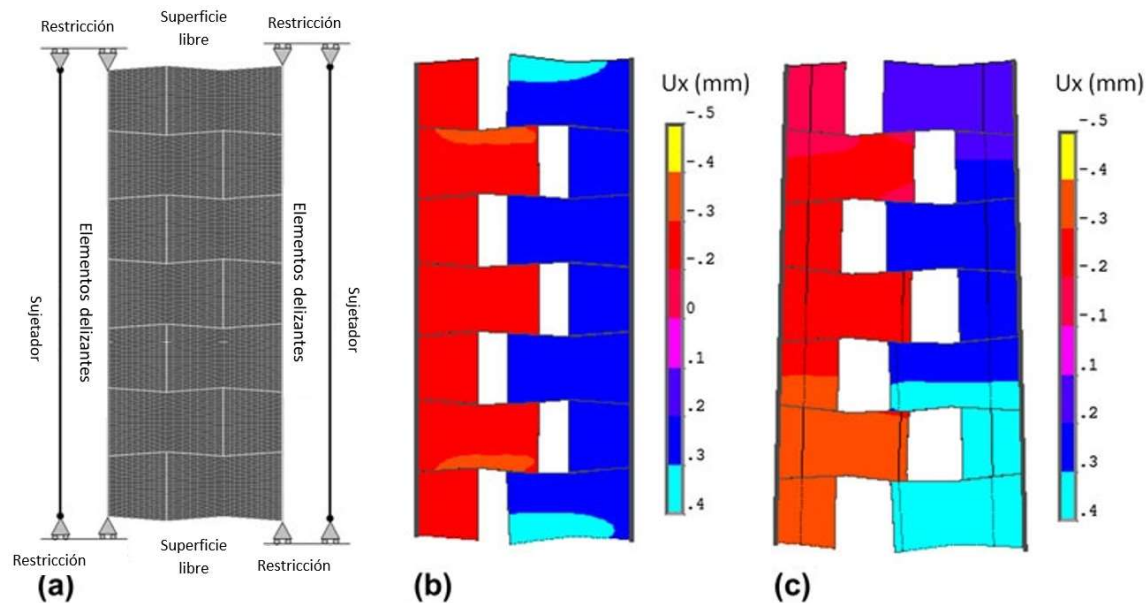 Restricción
Superficie
libre
Restricción
Elementos delizantes
Sujetador
Elementos delizantes
Sujetador
Restricción
Superficie
libre
Restricción
(a)
Ux (mm)
-.5
-.4
-.3
-.2
0
.1
.2
.3
.4
(b)
Ux (mm)
-.5
-.4
-.3
-.2
-.1
.1
.2
.3
.4
(c)